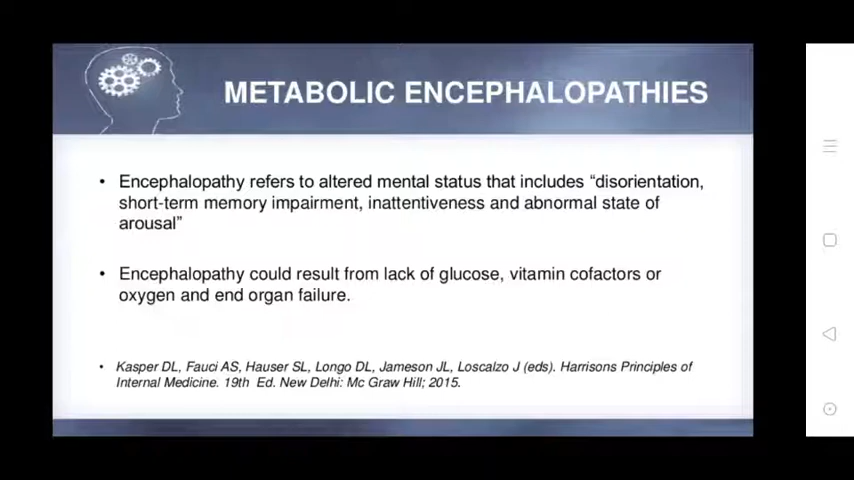 METABOLIC ENCEPHALOPATHIES
• Encephalopathy refers to altered mental status that includes “disorientation,
short-term memory impairment, inattentiveness and abnormal state of
arousal”
• Encephalopathy could result from lack of glucose, vitamin cofactors or
oxygen and end organ failure.
• Kasper DL, Fauci AS, Hauser SL, Longo DL, Jameson JL, Loscalzo J (eds). Harrisons Principles of
Internal Medicine. 19th Ed. New Delhi: Mc Graw Hill; 2015.